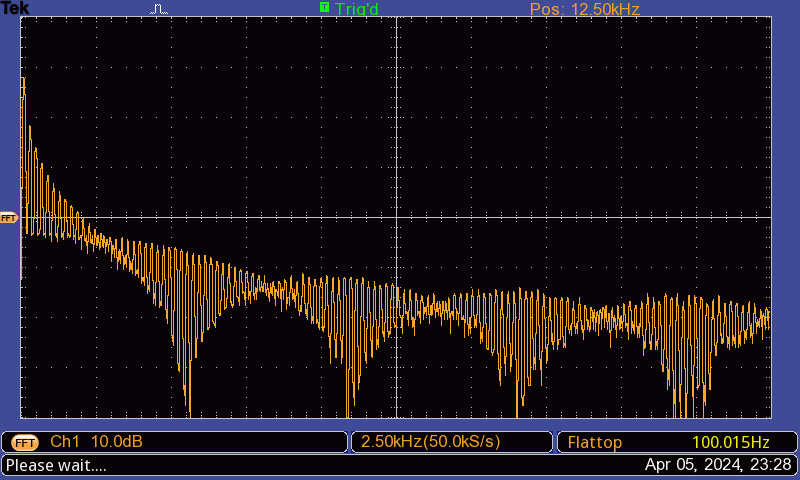 Tek T Trig'd Pos: 12.50kHz
FFT
FFT Ch1 10.0dB 2.50kHz(50.0kS/s) Flattop 100.015Hz
Please wait.... Apr 05, 2024, 23:28